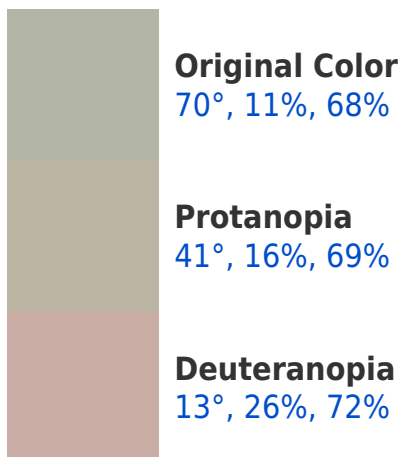 Original Color
70°, 11%, 68%
Protanopia
41°, 16%, 69%
Deuteranopia
13°, 26%, 72%